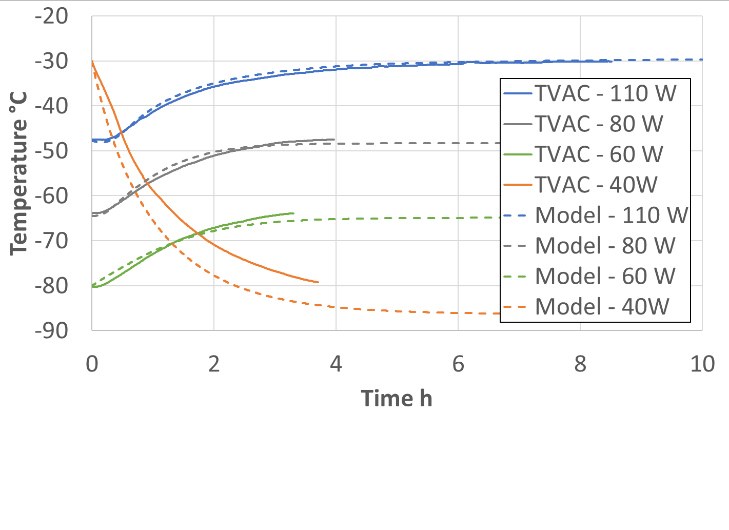 -20
-30
-40
-50
-60
-70
-80
-90
Temperature °C
0 2 4 6 8 10
Time h
TVAC - 110 W
TVAC - 80 W
TVAC - 60 W
TVAC - 40W
Model - 110 W
Model - 80 W
Model - 60 W
Model - 40W